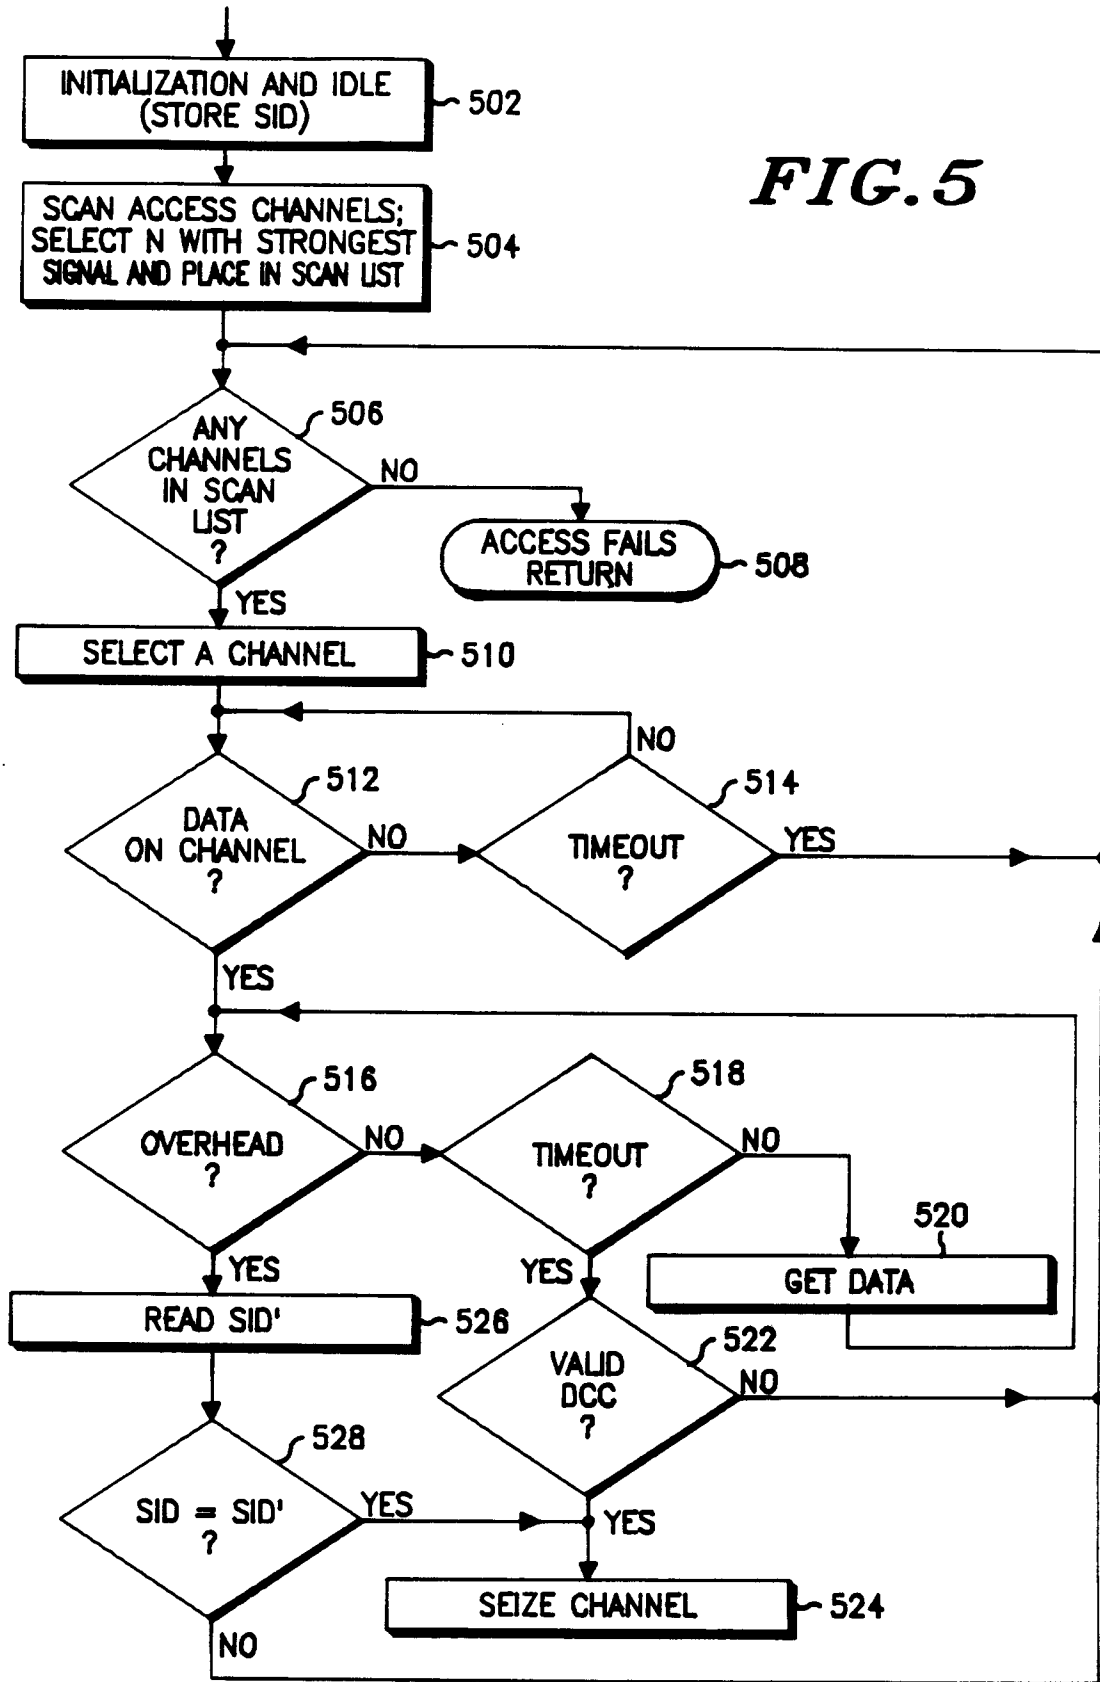 INITIALIZATION AND IDLE
(STORE SID)
502
FIG.5
SCAN ACCESS CHANNELS;
SELECT N WITH STRONGEST
SIGNAL AND PLACE IN SCAN LIST
504
506
ANY
CHANNELS
IN SCAN
LIST
?
NO
ACCESS FAILS
RETURN
508
YES
SELECT A CHANNEL
510
NO
512
514
DATA
ON CHANNEL
?
NO
TIMEOUT
?
YES
YES
516
518
OVERHEAD
?
NO
TIMEOUT
?
NO
520
YES
YES
GET DATA
READ SID'
526
522
VALID
DCC
?
NO
528
SID = SID'
?
YES
YES
SEIZE CHANNEL
524
NO